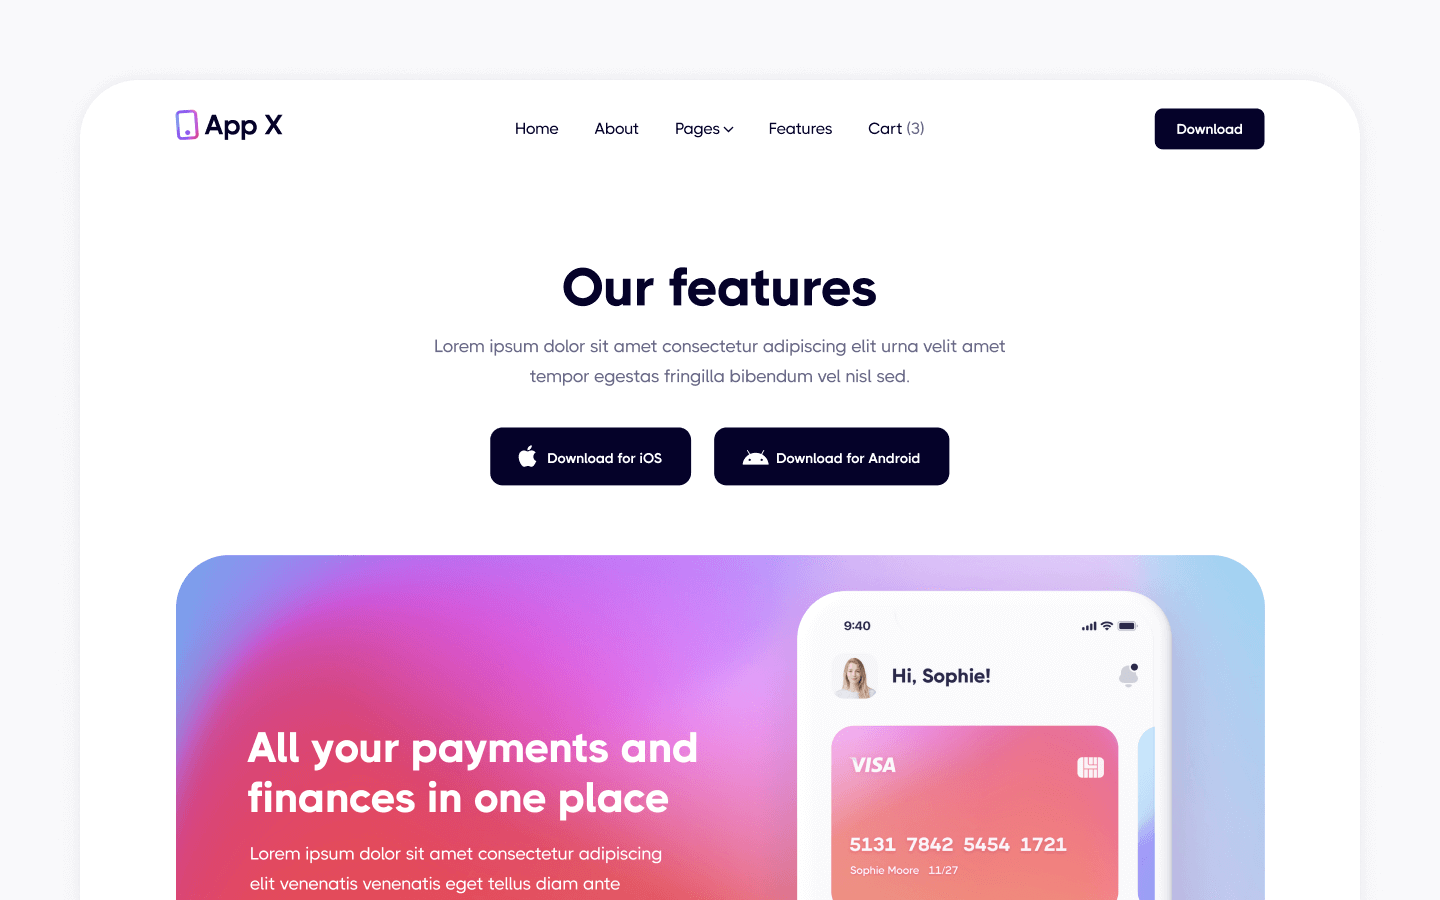 App X
Home About Pages Features Cart (3)
Download
Our features
Lorem ipsum dolor sit amet consectetur adipiscing elit urna velit amet
tempor egestas fringilla bibendum vel nisl sed.
Download for iOS
Download for Android
All your payments and
finances in one place
Lorem ipsum dolor sit amet consectetur adipiscing
elit venenatis venenatis eget tellus diam ante
9:40
Hi, Sophie!
VISA
5131 7842 5454 1721
Sophie Moore 11/27